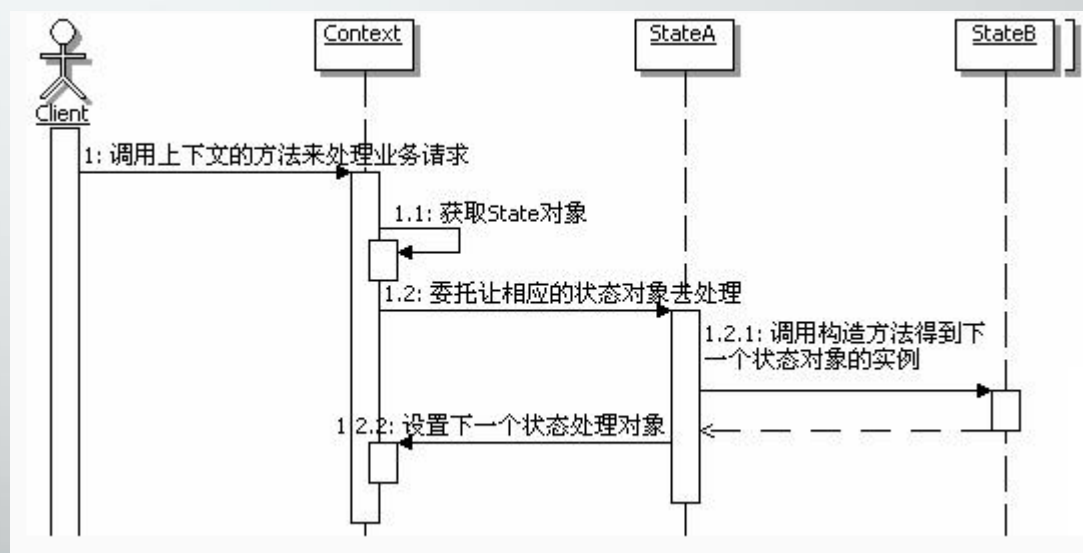 Context
StateA
StateB
Client
1: 调用上下文的方法来处理业务请求
1.1: 获取State对象
1.2: 委托让相应的状态对象去处理
1.2.1: 调用构造方法得到下
一个状态对象的实例
1.2.2: 设置下一个状态处理对象